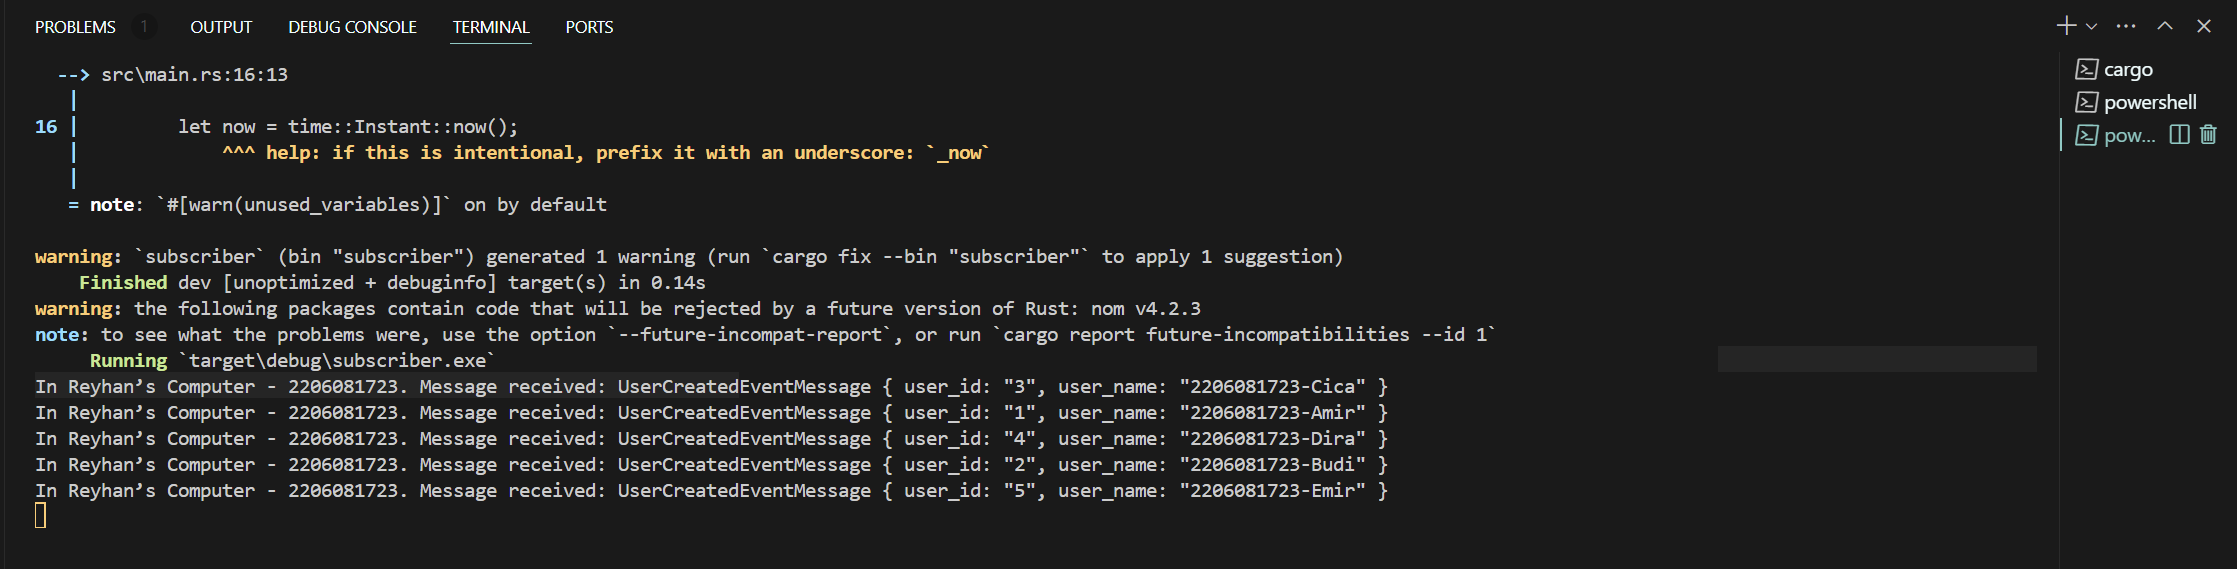 PROBLEMS 1 OUTPUT DEBUG CONSOLE TERMINAL PORTS
--> src\main.rs:16:13
|
16 | let now = time::Instant::now();
| ^^^ help: if this is intentional, prefix it with an underscore: `_now`
|
= note: `#[warn(unused_variables)]` on by default
warning: `subscriber` (bin "subscriber") generated 1 warning (run `cargo fix --bin "subscriber"` to apply 1 suggestion)
Finished dev [unoptimized + debuginfo] target(s) in 0.14s
warning: the following packages contain code that will be rejected by a future version of Rust: nom v4.2.3
note: to see what the problems were, use the option `--future-incompat-report`, or run `cargo report future-incompatibilities --id 1`
Running `target\debug\subscriber.exe`
In Reyhan’s Computer - 2206081723. Message received: UserCreatedEventMessage { user_id: "3", user_name: "2206081723-Cica" }
In Reyhan’s Computer - 2206081723. Message received: UserCreatedEventMessage { user_id: "1", user_name: "2206081723-Amir" }
In Reyhan’s Computer - 2206081723. Message received: UserCreatedEventMessage { user_id: "4", user_name: "2206081723-Dira" }
In Reyhan’s Computer - 2206081723. Message received: UserCreatedEventMessage { user_id: "2", user_name: "2206081723-Budi" }
In Reyhan’s Computer - 2206081723. Message received: UserCreatedEventMessage { user_id: "5", user_name: "2206081723-Emir" }
cargo
powershell
pow...